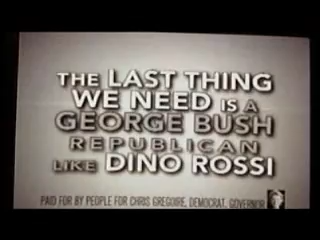 THE LAST THING
WE NEED IS A
GEORGE BUSH
REPUBLICAN
LIKE DINO ROSSI
PAID FOR BY PEOPLE FOR CHRIS GREGOIRE, DEMOCRAT, GOVERNOR